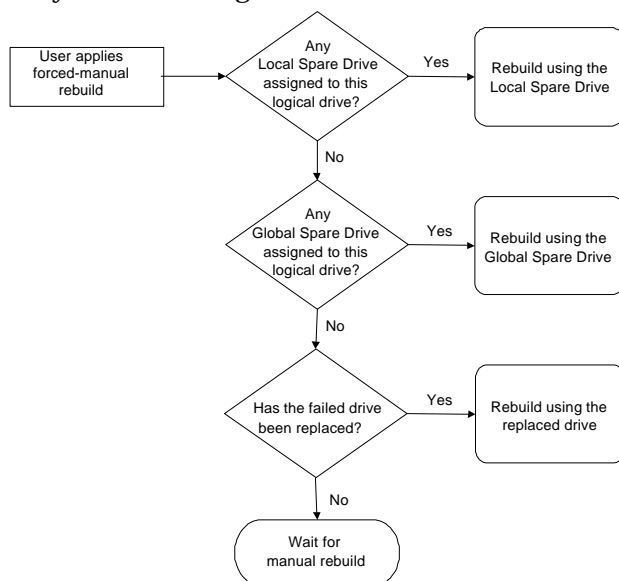 User applies
forced-manual
rebuild
Any
Local Spare Drive
assigned to this
logical drive?
Yes
Rebuild using the
Local Spare Drive
No
Any
Global Spare Drive
assigned to this
logical drive?
Yes
Rebuild using the
Global Spare Drive
No
Has the failed drive
been replaced?
Yes
Rebuild using the
replaced drive
No
Wait for
manual rebuild